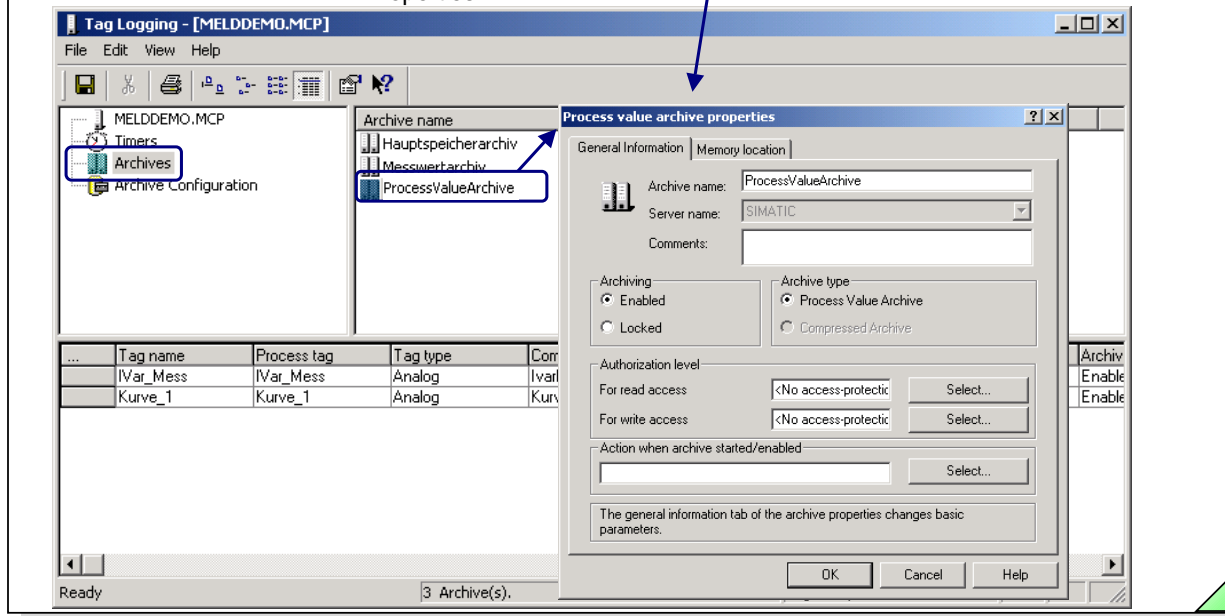 Tag Logging - [MELDDEMO.MCP]
File Edit View Help
MELDDEMO.MCP
Timers
Archives
Archive Configuration
Archive name
Hauptspeicherarchiv
Messwertarchiv
ProcessValueArchive
Process value archive properties
General Information Memory location
Archive name: ProcessValueArchive
Server name: SIMATIC
Comments:
Archiving
Enabled
Locked
Archive type
Process Value Archive
Compressed Archive
Authorization level
For read access <No access-protectic Select...
For write access <No access-protectic Select...
Action when archive started/enabled
Select...
The general information tab of the archive properties changes basic
parameters.
OK Cancel Help
... Tag name Process tag Tag type Com Archiv
IVar_Mess IVar_Mess Analog Ivarl Enable
Kurve_1 Kurve_1 Analog Kurv Enable
Ready 3 Archive(s).